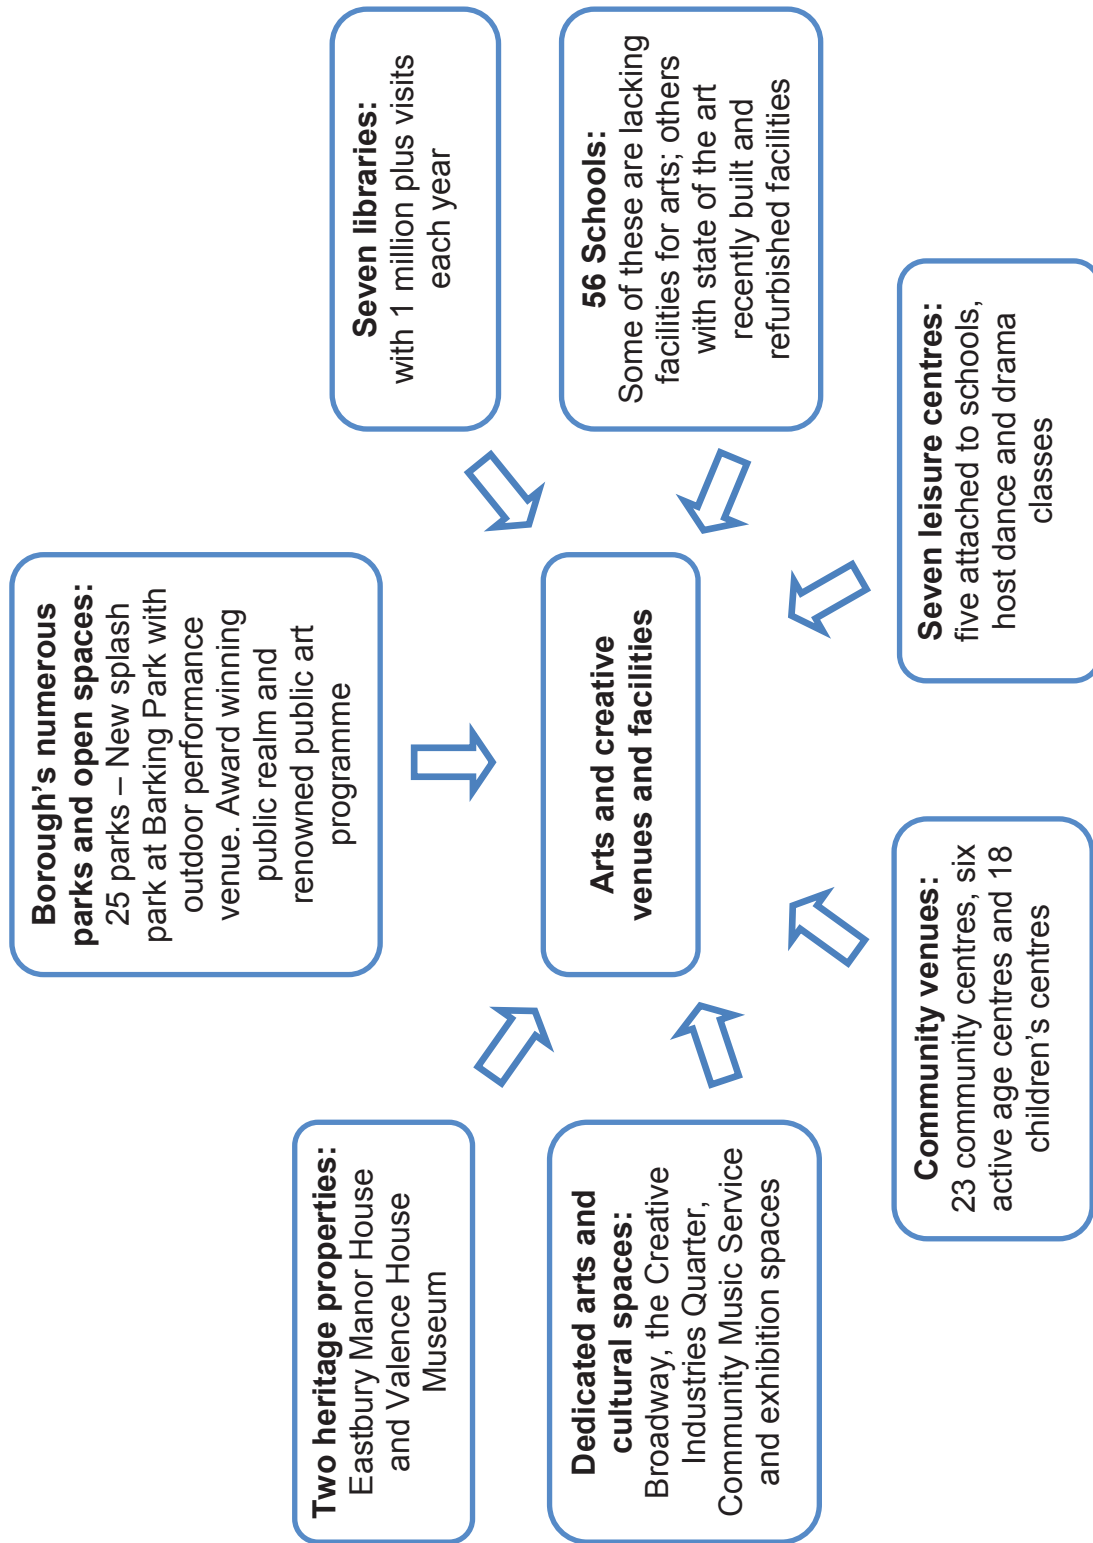 Two heritage properties:
Eastbury Manor House
and Valence House
Museum
Borough’s numerous
parks and open spaces:
25 parks – New splash
park at Barking Park with
outdoor performance
venue. Award winning
public realm and
renowned public art
programme
Seven libraries:
with 1 million plus visits
each year
Dedicated arts and
cultural spaces:
Broadway, the Creative
Industries Quarter,
Community Music Service
and exhibition spaces
Arts and creative
venues and facilities
56 Schools:
Some of these are lacking
facilities for arts; others
with state of the art
recently built and
refurbished facilities
Community venues:
23 community centres, six
active age centres and 18
children’s centres
Seven leisure centres:
five attached to schools,
host dance and drama
classes